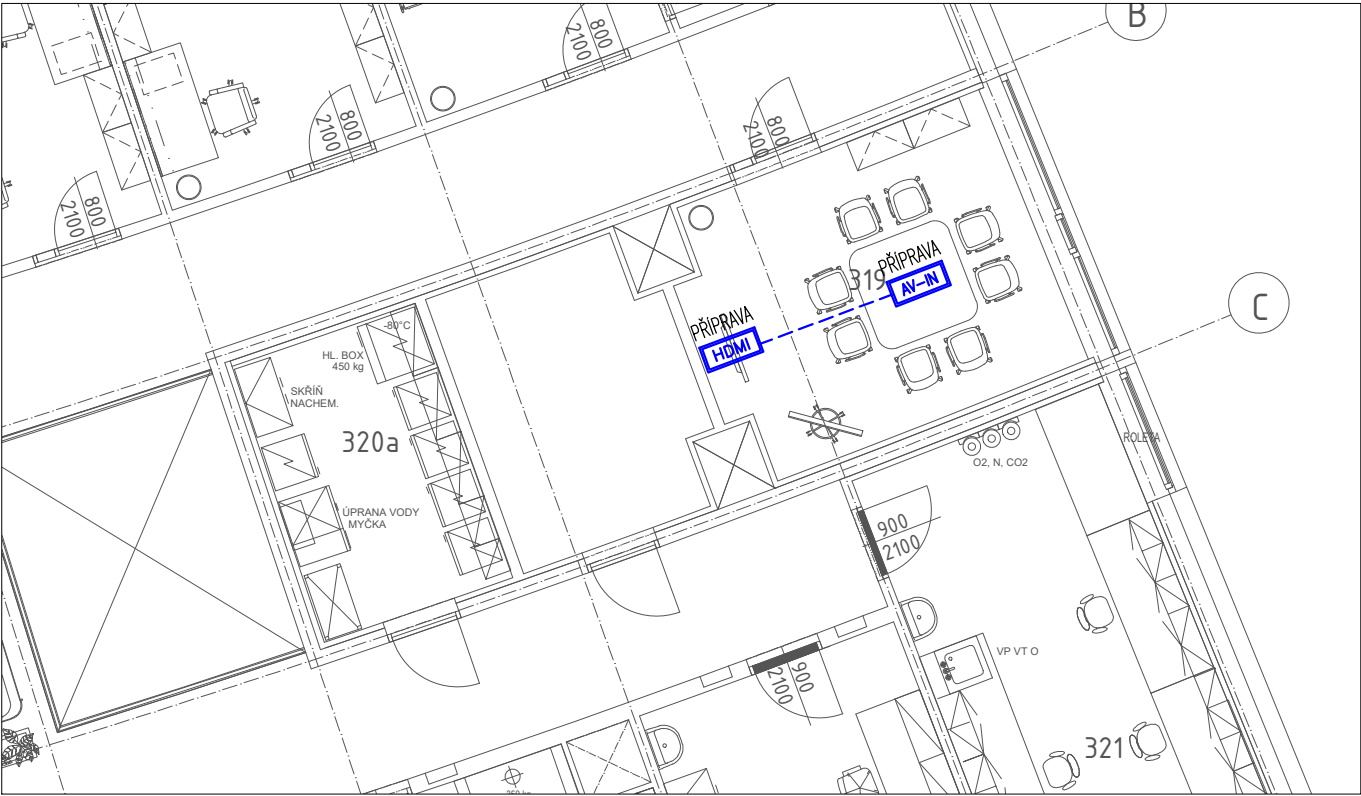 B
800
2100
800
2100
800
2100
800
2100
PŘÍPRAVA
319
AV-IN
C
PŘÍPRAVA
HDMI
-80°C
HL. BOX
450 kg
SKŘÍŇ
NACHEM.
320a
ROLETA
O2, N, CO2
ÚPRANA VODY
MYČKA
900
2100
VP VT O
900
2100
321